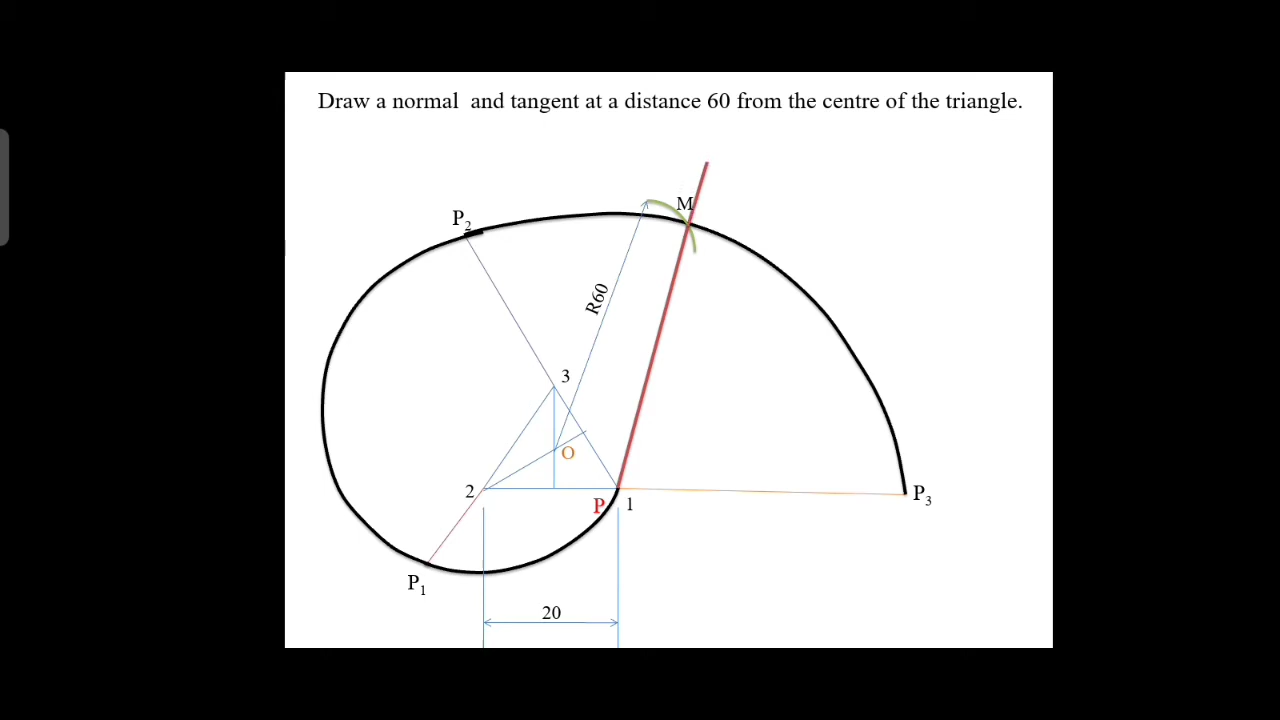 Draw a normal  and tangent at a distance 60 from the centre of the triangle.
M
P2
R60
3
O
2
P3
P
1
P1
20